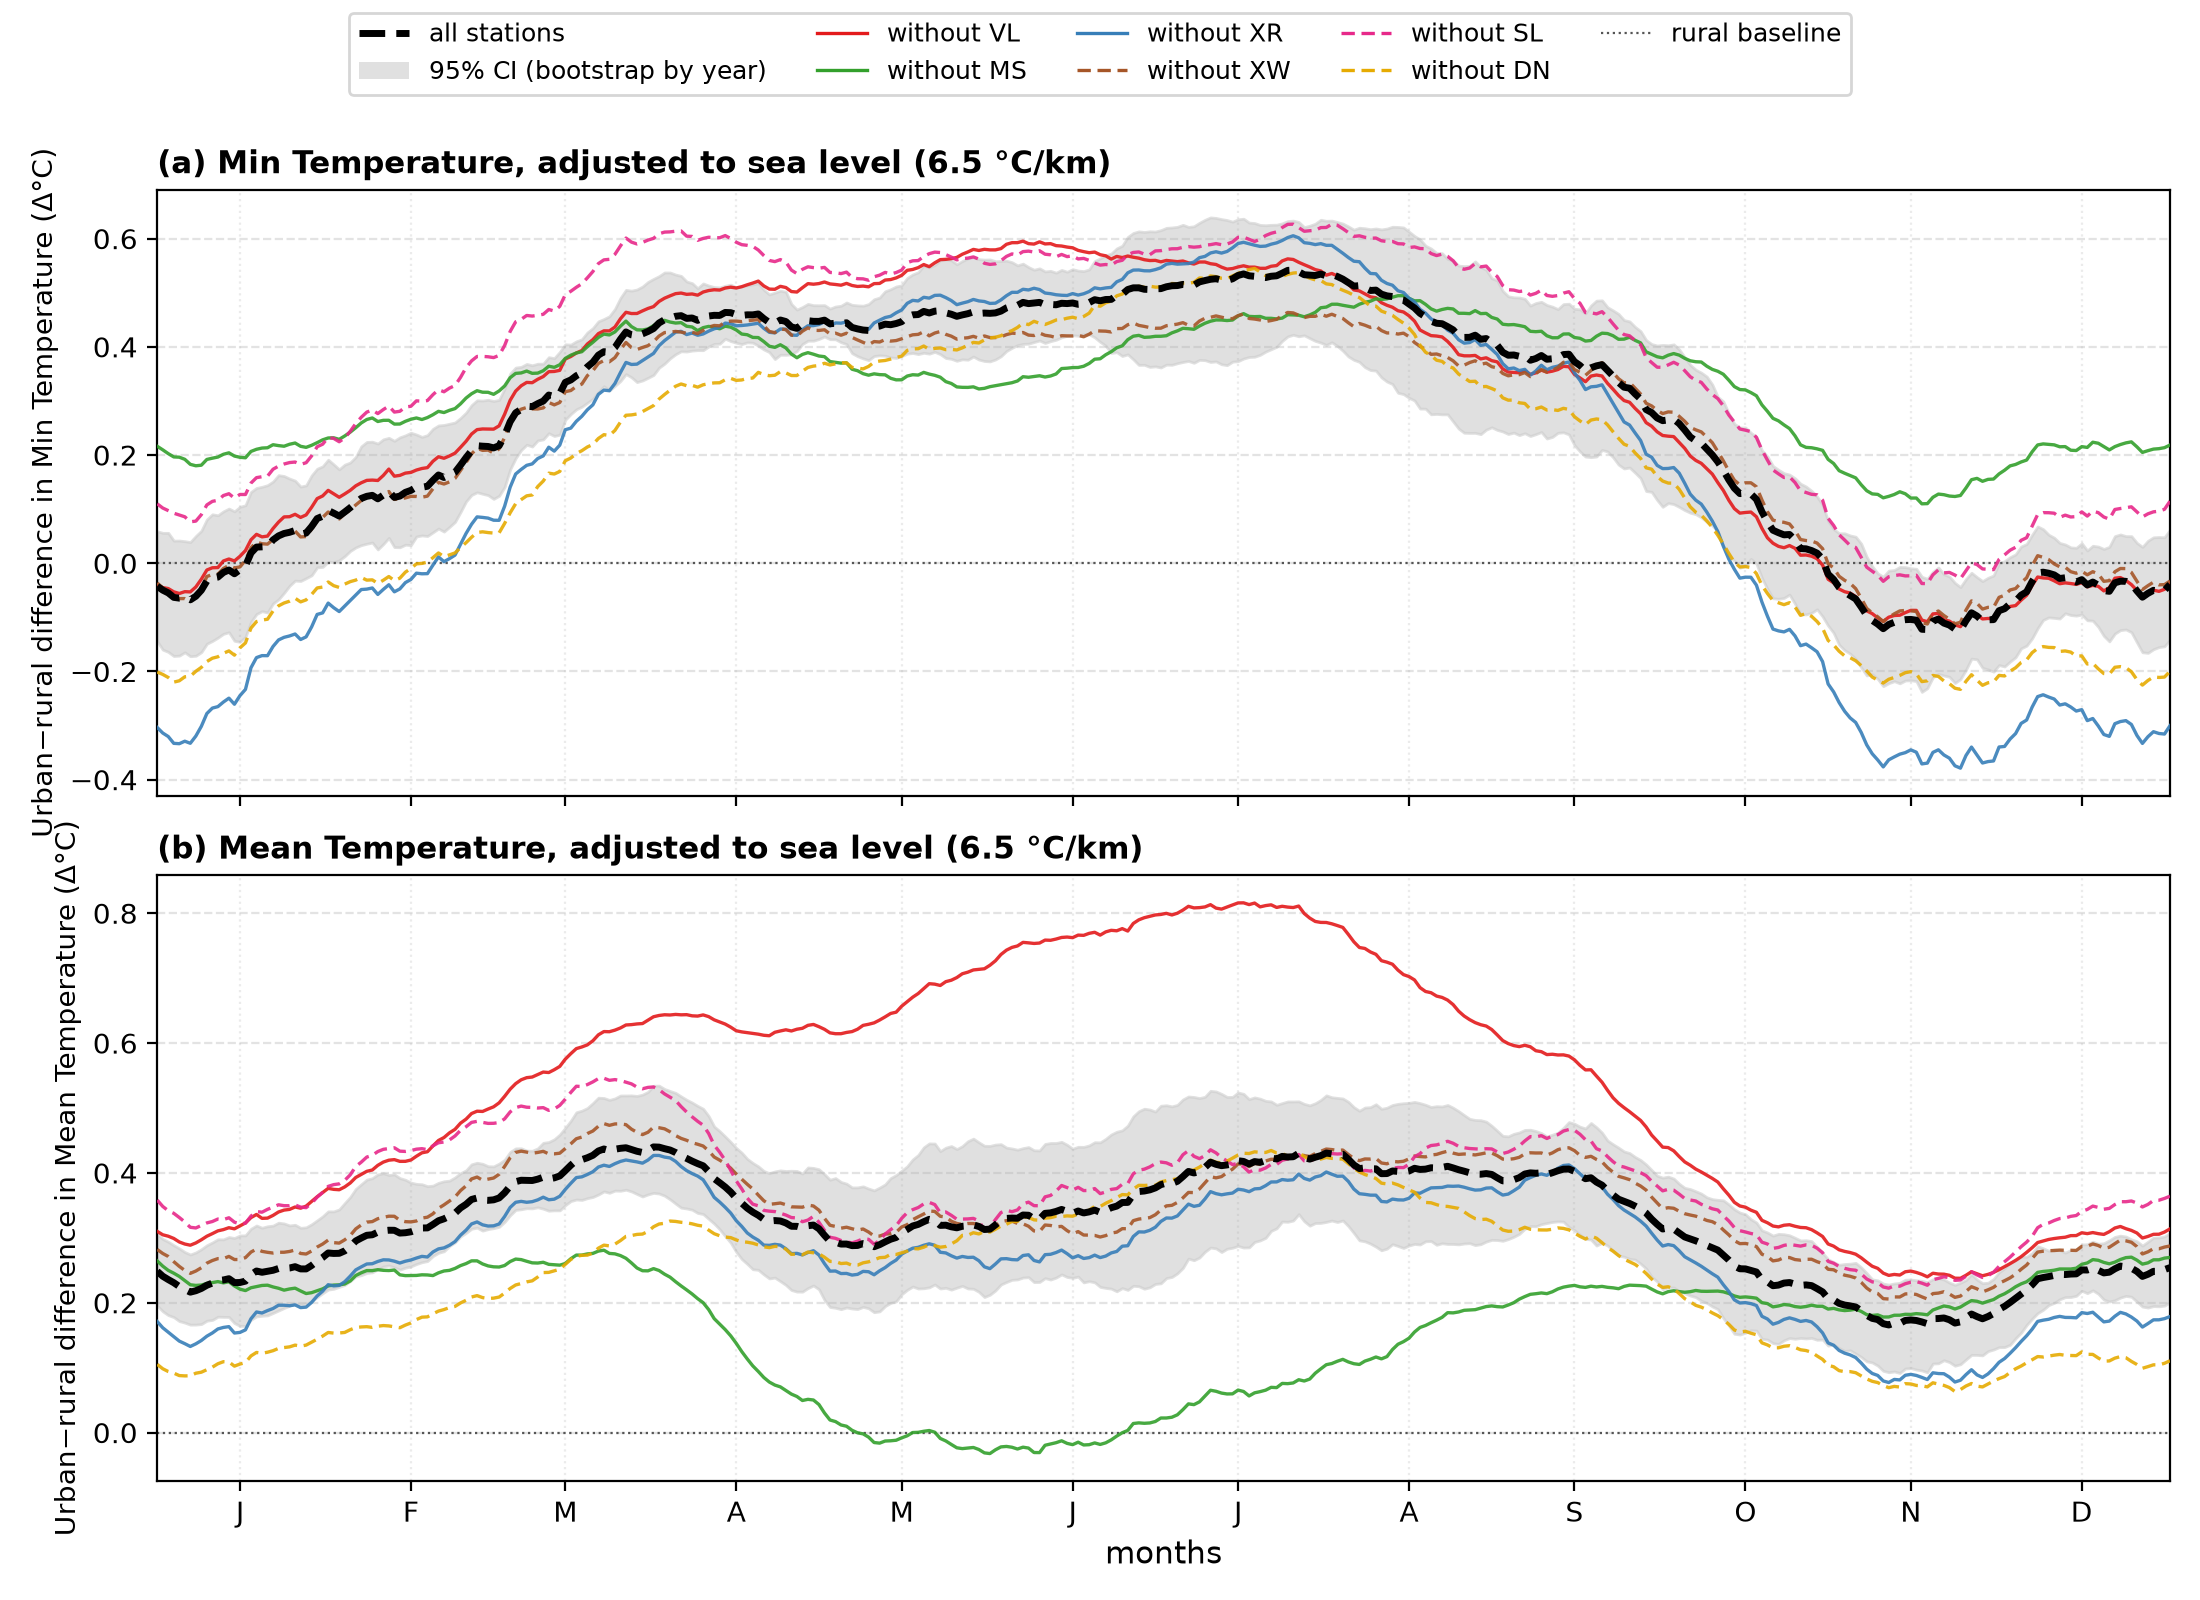 all stations
95% CI (bootstrap by year)
without VL
without MS
without XR
without XW
without SL
without DN
rural baseline
(a) Min Temperature, adjusted to sea level (6.5 °C/km)
Urban−rural difference in Min Temperature (Δ°C)
0.6
0.4
0.2
0.0
−0.2
−0.4
(b) Mean Temperature, adjusted to sea level (6.5 °C/km)
Urban−rural difference in Mean Temperature (Δ°C)
0.8
0.6
0.4
0.2
0.0
J F M A M J J A S O N D
months